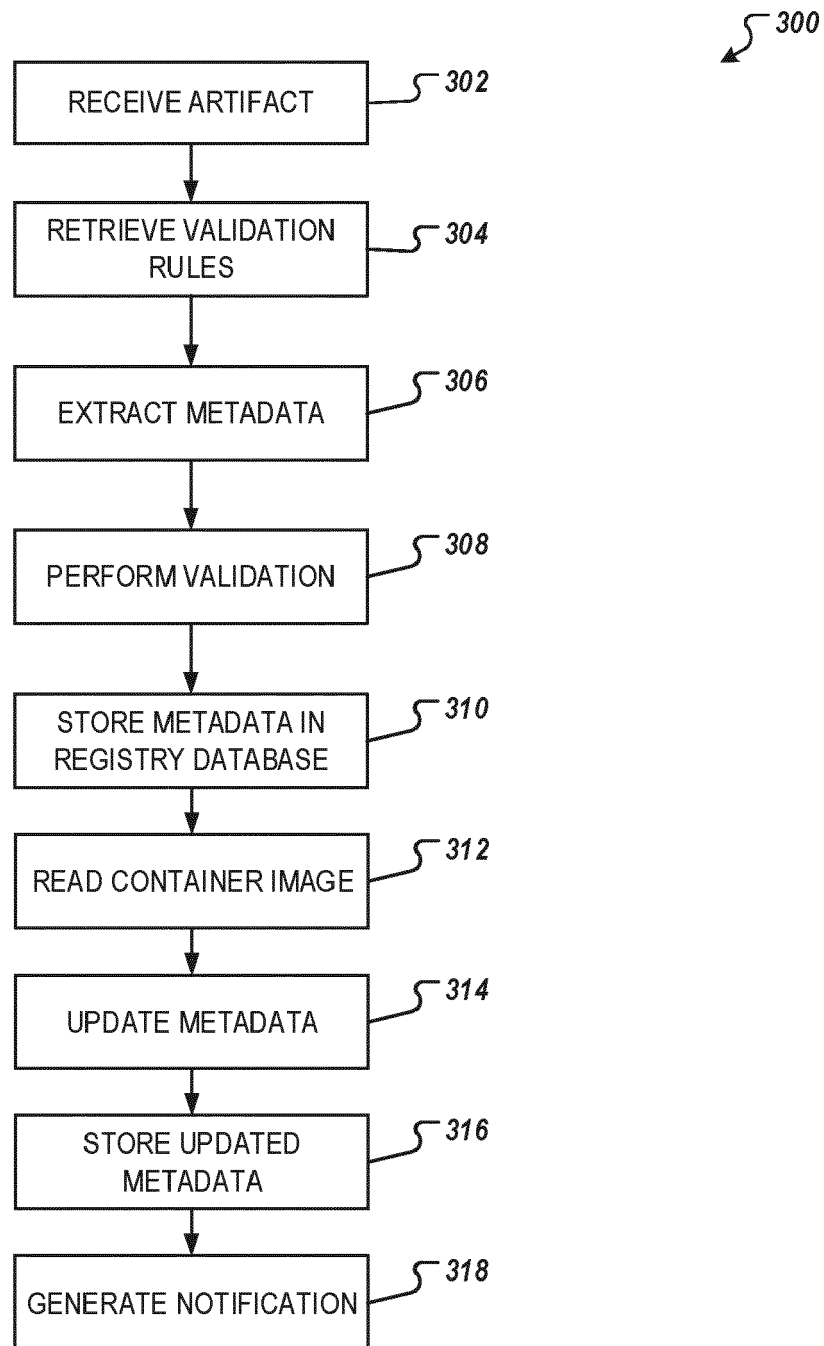 300
RECEIVE ARTIFACT
302
RETRIEVE VALIDATION
RULES
304
EXTRACT METADATA
306
PERFORM VALIDATION
308
STORE METADATA IN
REGISTRY DATABASE
310
READ CONTAINER IMAGE
312
UPDATE METADATA
314
STORE UPDATED
METADATA
316
GENERATE NOTIFICATION
318